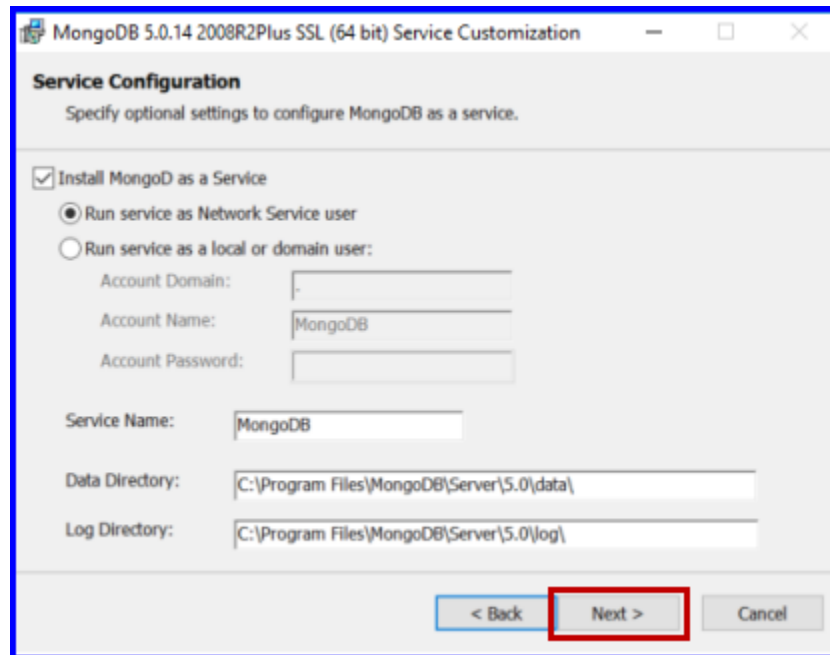 MongoDB 5.0.14 2008R2Plus SSL (64 bit) Service Customization
Service Configuration
Specify optional settings to configure MongoDB as a service.
Install MongoD as a Service
Run service as Network Service user
Run service as a local or domain user:
Account Domain: .
Account Name: MongoDB
Account Password:
Service Name: MongoDB
Data Directory: C:\Program Files\MongoDB\Server\5.0\data\
Log Directory: C:\Program Files\MongoDB\Server\5.0\log\
< Back Next > Cancel